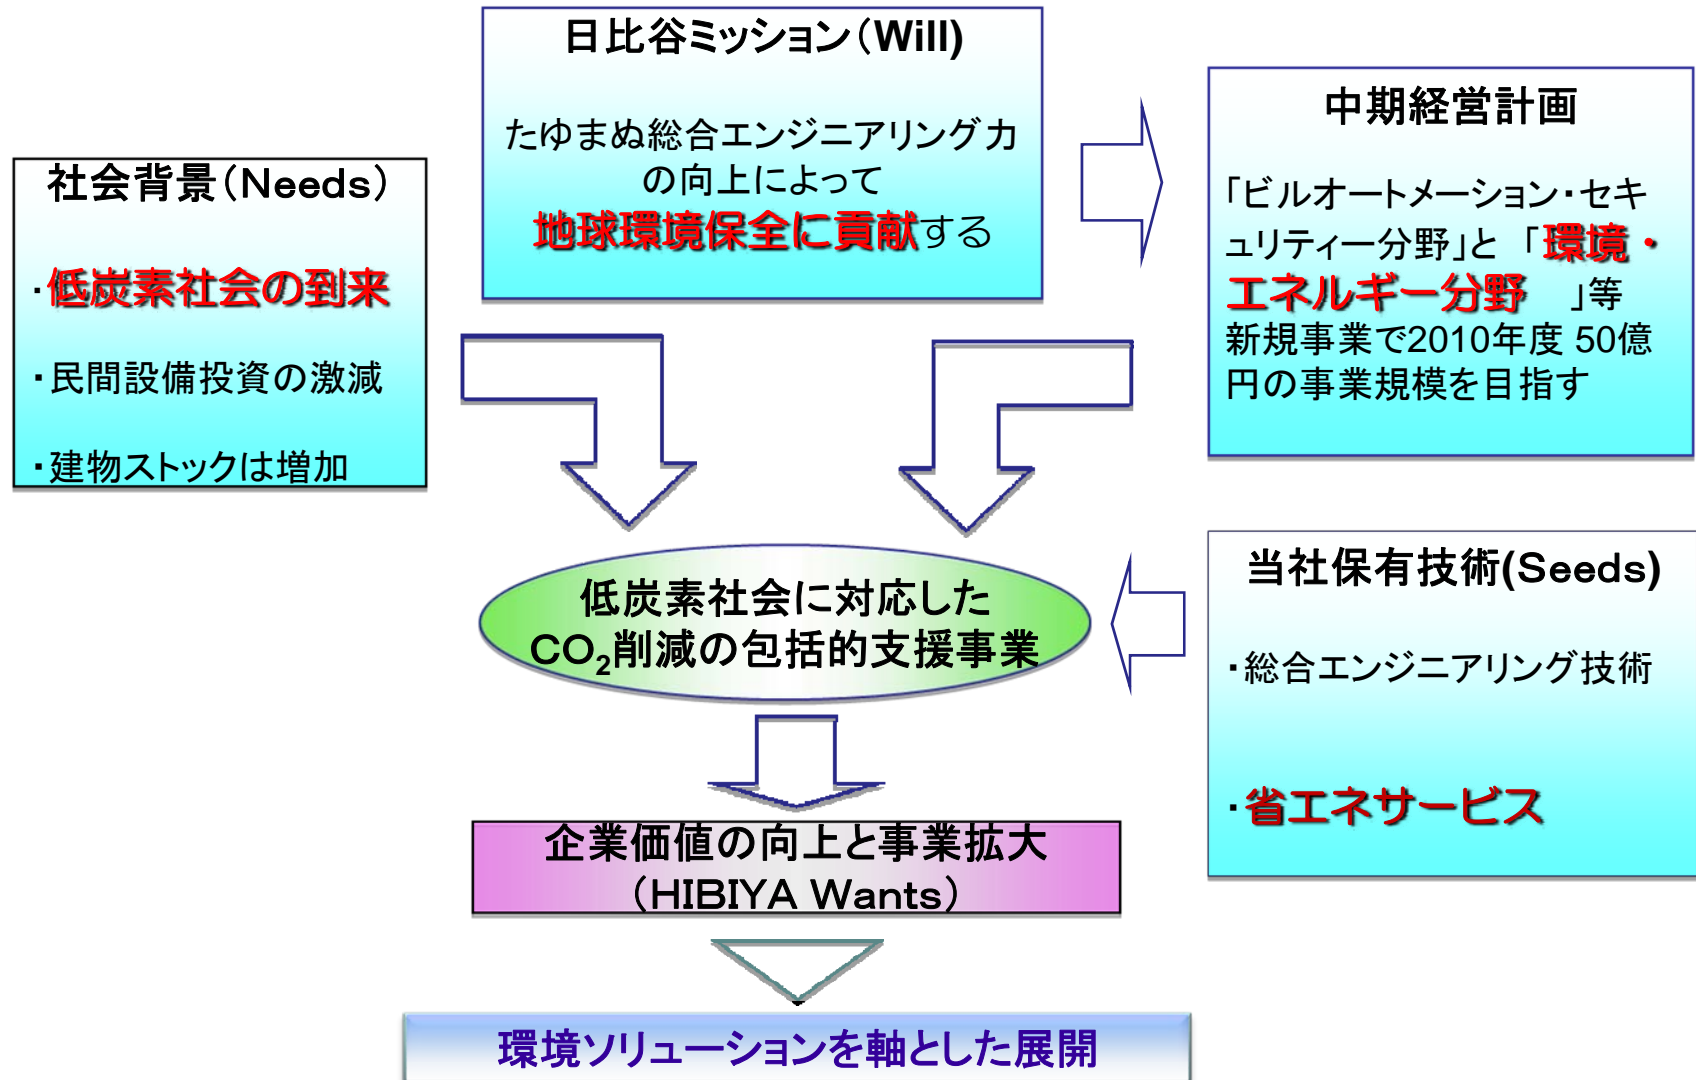 日比谷ミッション（Will)
たゆまぬ総合エンジニアリング力
の向上によって
地球環境保全に貢献する
中期経営計画
「ビルオートメーション・セキ
ュリティー分野」と 「環境・
エネルギー分野 」等
新規事業で2010年度 50億
円の事業規模を目指す
社会背景（Needs）
・低炭素社会の到来
・民間設備投資の激減
・建物ストックは増加
低炭素社会に対応した
CO₂削減の包括的支援事業
当社保有技術(Seeds)
・総合エンジニアリング技術
・省エネサービス
企業価値の向上と事業拡大
（HIBIYA Wants）
環境ソリューションを軸とした展開